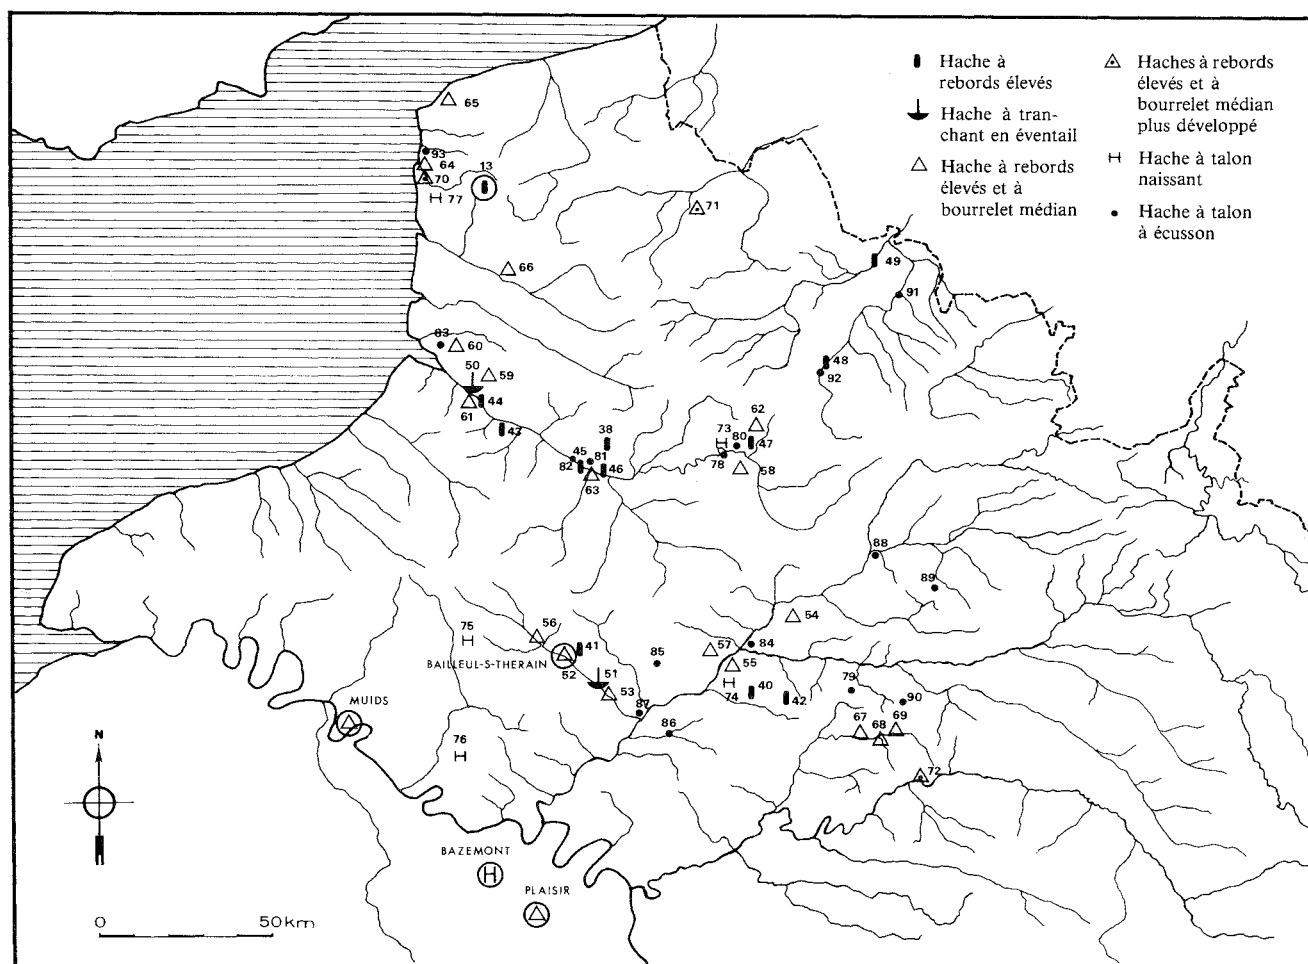 Hache à
rebords élevés
Hache à tran-
chant en éventail
Hache à rebords
élevés et à
bourrelet médian
Haches à rebords
élevés et à
bourrelet médian
plus développé
Hache à talon
naissant
Hache à talon
à écusson
65
93
64
13
70
77
71
66
49
91
83
60
50
59
48
92
44
61
43
62
38
73
80
47
45
81
82
46
78
58
63
88
89
54
75
56
57
84
41
85
55
BAILLEUL-S-THERAIN
52
51
53
74
40
42
79
90
87
MUIDS
86
67
68
69
76
72
N
BAZEMONT
H
PLAISIR
0 50km